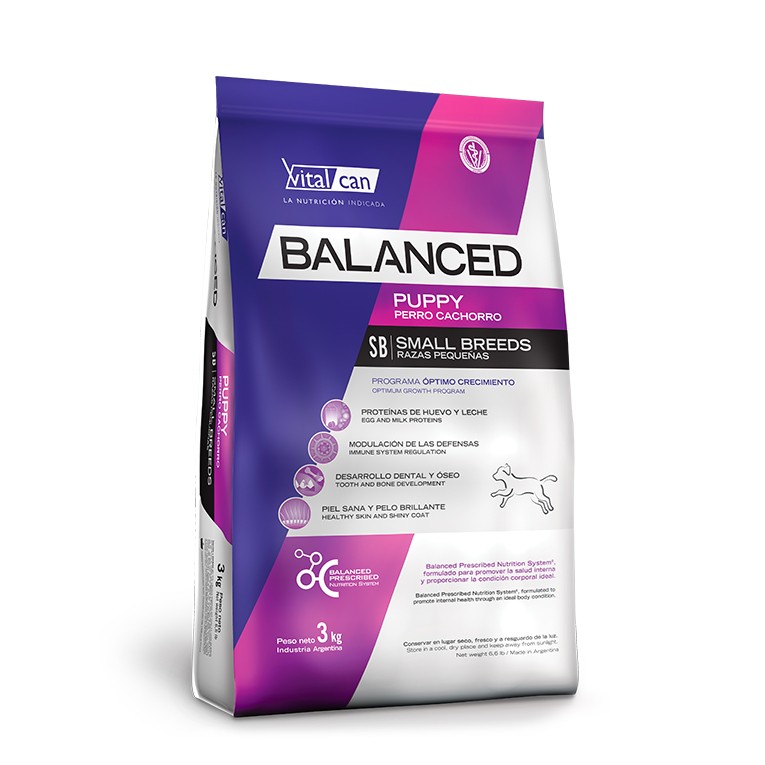 Vital can
LA NUTRICIÓN INDICADA
BALANCED
PUPPY
PERRO CACHORRO
SB | SMALL BREEDS
RAZAS PEQUEÑAS
PROGRAMA ÓPTIMO CRECIMIENTO
OPTIMUM GROWTH PROGRAM
PROTEÍNAS DE HUEVO Y LECHE
EGG AND MILK PROTEINS
MODULACIÓN DE LAS DEFENSAS
IMMUNE SYSTEM REGULATION
DESARROLLO DENTAL Y ÓSEO
TOOTH AND BONE DEVELOPMENT
PIEL SANA Y PELO BRILLANTE
HEALTHY SKIN AND SHINY COAT
BALANCED
PRESCRIBED
NUTRITION SYSTEM
Balanced Prescribed Nutrition System®,
formulado para promover la salud interna
y proporcionar la condición corporal ideal.
Balanced Prescribed Nutrition System®, formulated to
promote internal health through an ideal body condition.
Peso neto 3 kg
Industria Argentina
Conservar en lugar seco, fresco y a resguardo de la luz.
Store in a cool, dry place and keep away from sunlight.
Net weight 6,6 lb / Made in Argentina
Vital can
PUPPY
PERRO CACHORRO
SB
BREEDS
3 kg
Peso neto